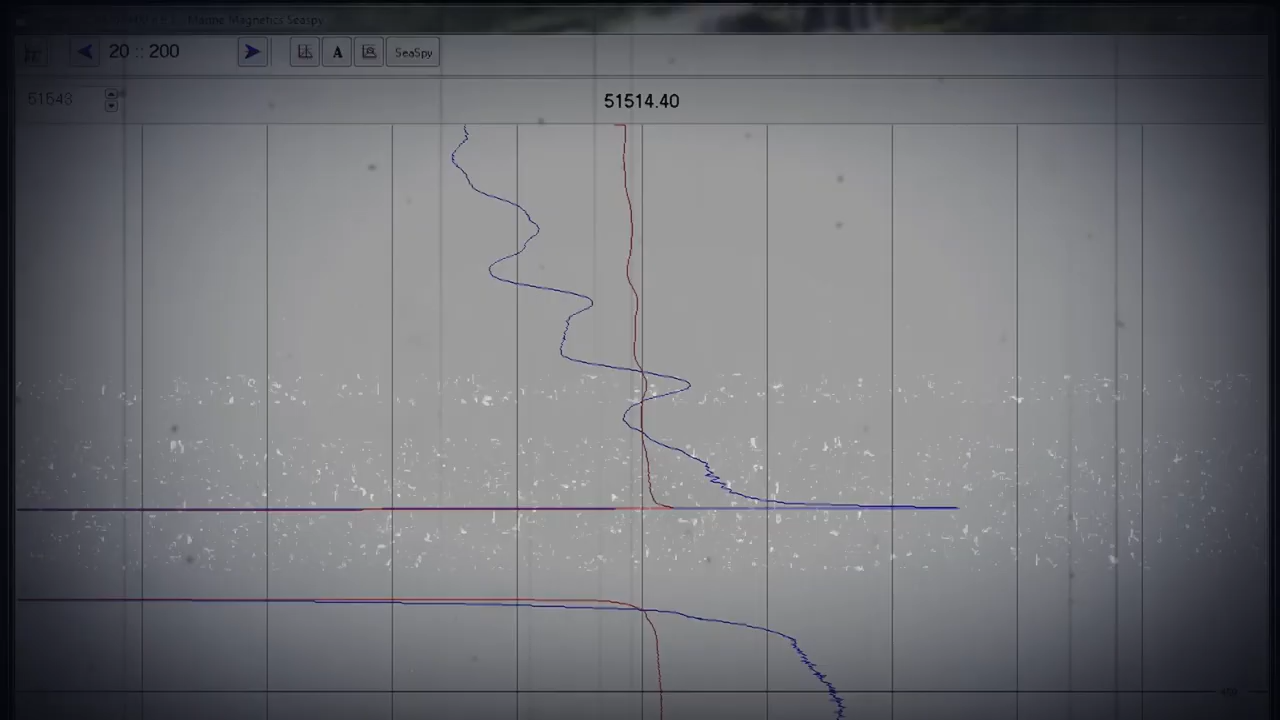 Marine Magnetics Seaspy
20 :: 200
A
SeaSpy
51543
51514.40